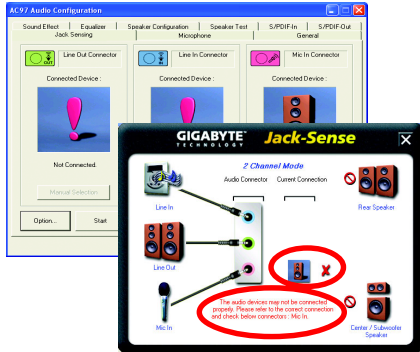 AC97 Audio Configuration
Sound Effect Equalizer Speaker Configuration Speaker Test S/PDIF-In S/PDIF-Out
Jack Sensing Microphone General
OUT Line Out Connector
Line In Connector
Mic In Connector
Connected Device :
Connected Device :
Connected Device :
Not Connected.
Manual Selection
Option... Start
GIGABYTE
TECHNOLOGY
Jack-Sense
X
2 Channel Mode
Audio Connector Current Connection
Line In
Rear Speaker
Line Out
The audio devices may not be connected
properly. Please refer to the correct connection
and check below connectors : Mic In.
Mic In
Center / Subwoofer
Speaker